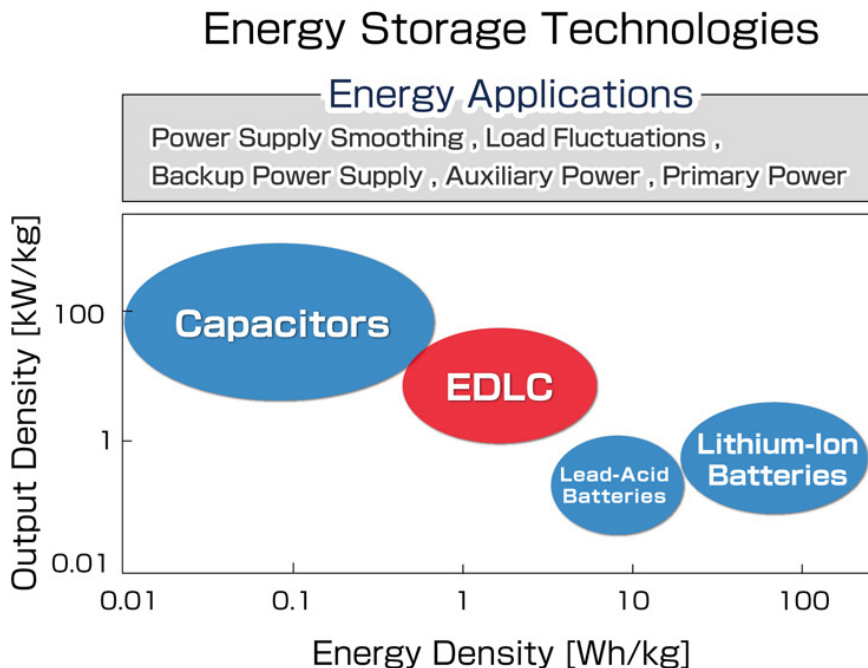 Energy Storage Technologies
Energy Applications
Power Supply Smoothing , Load Fluctuations ,
Backup Power Supply , Auxiliary Power , Primary Power
Output Density [kW/kg]
100
1
0.01
Capacitors
EDLC
Lead-Acid
Batteries
Lithium-Ion
Batteries
0.01 0.1 1 10 100
Energy Density [Wh/kg]